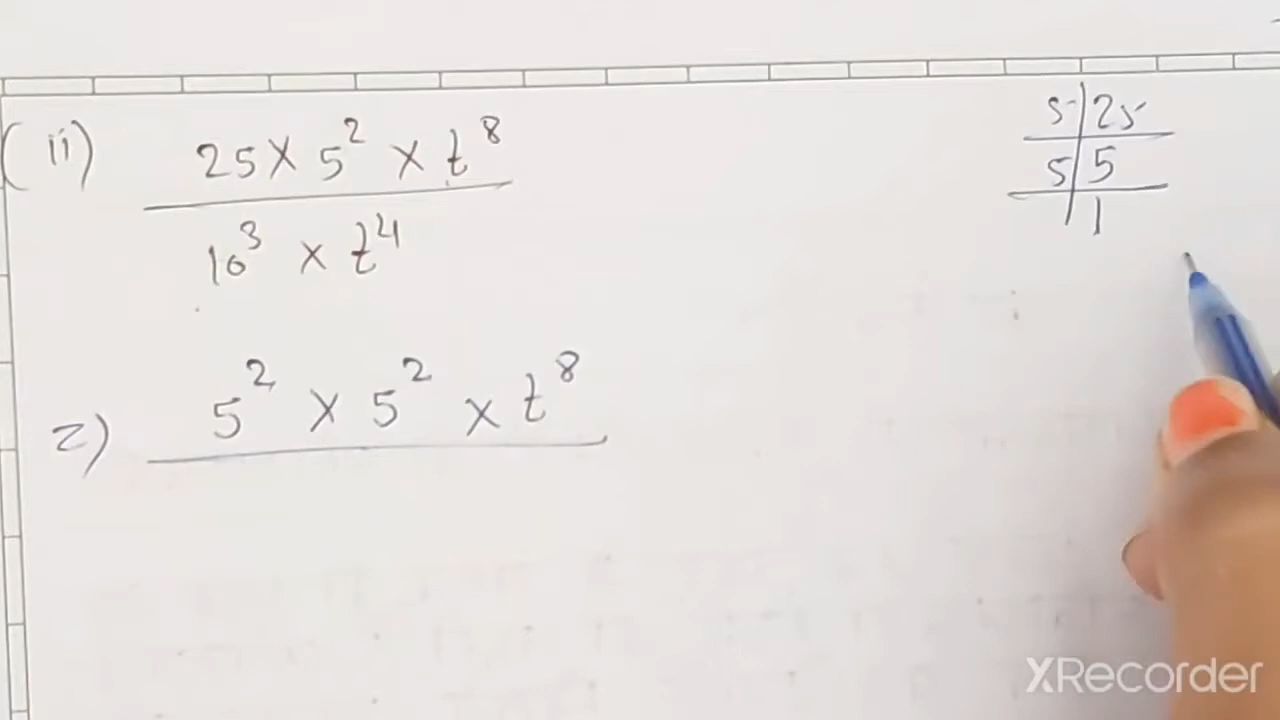 (ii) 25 × 5² × t⁸
10³ × t⁴
5 | 25
5 | 5
1
⇒) 5² × 5² × t⁸
XRecorder